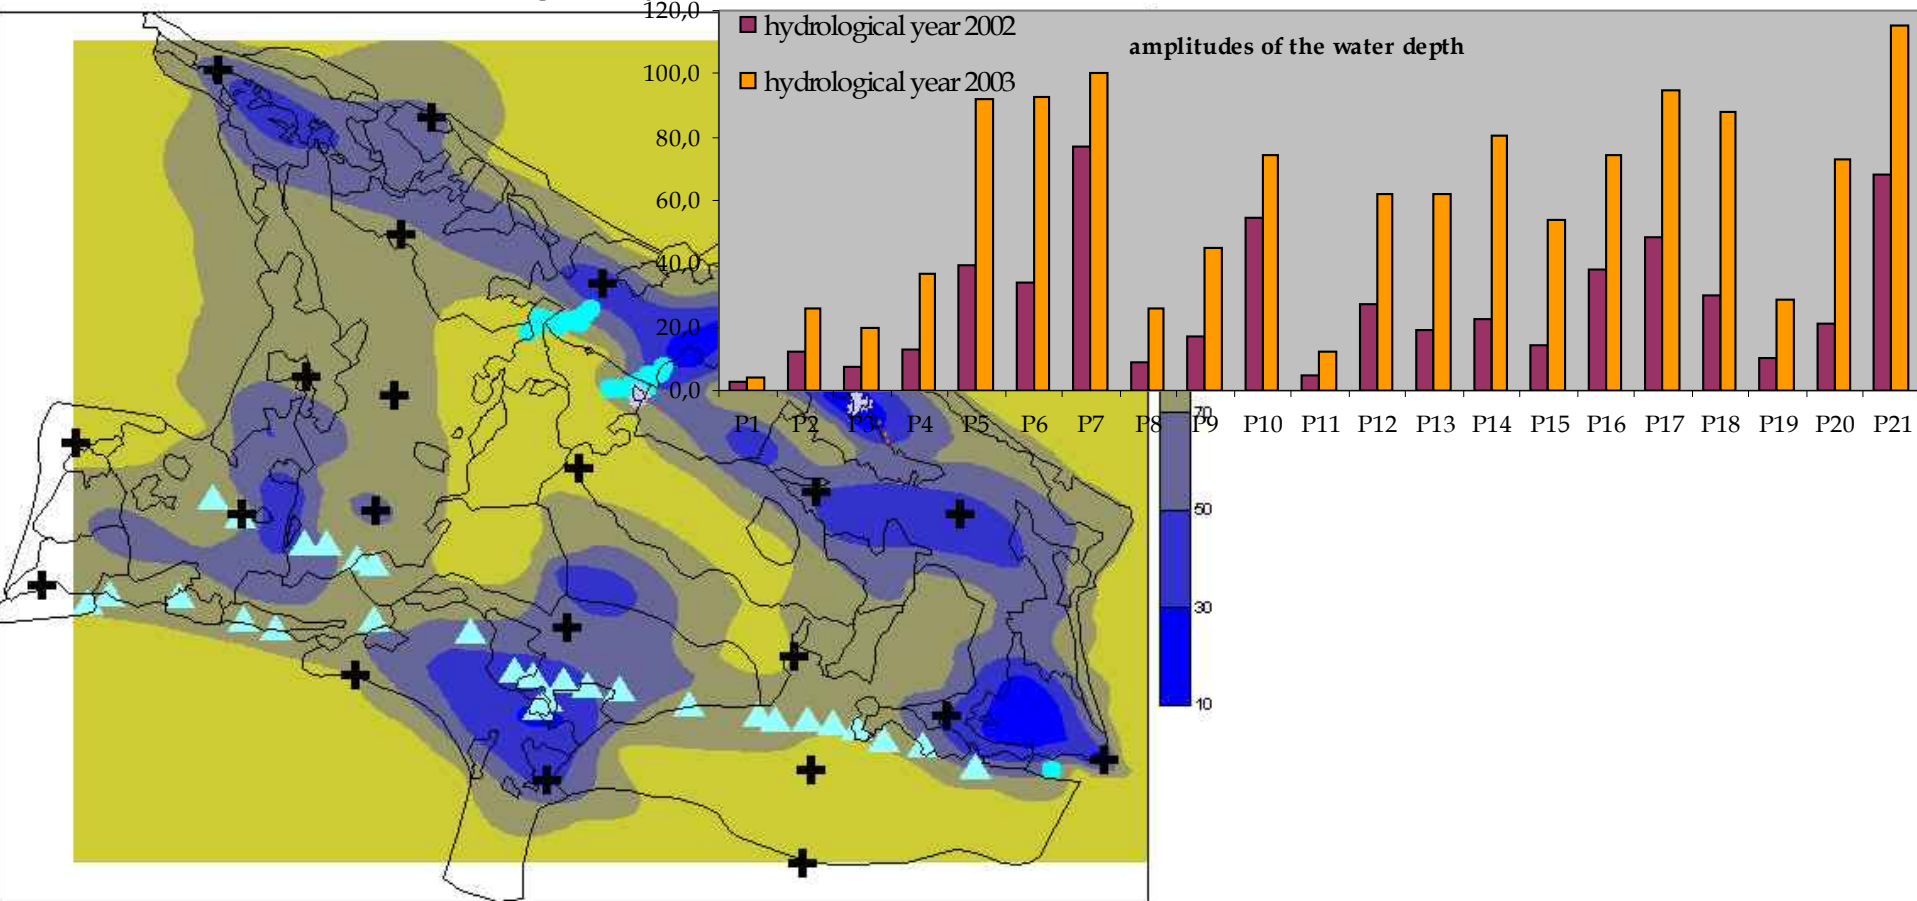 120,0
hydrological year 2002
amplitudes of the water depth
100,0
hydrological year 2003
80,0
60,0
40,0
20,0
0,0
P1 P2 P3 P4 P5 P6 P7 P8 P9 P10 P11 P12 P13 P14 P15 P16 P17 P18 P19 P20 P21
70
50
30
10